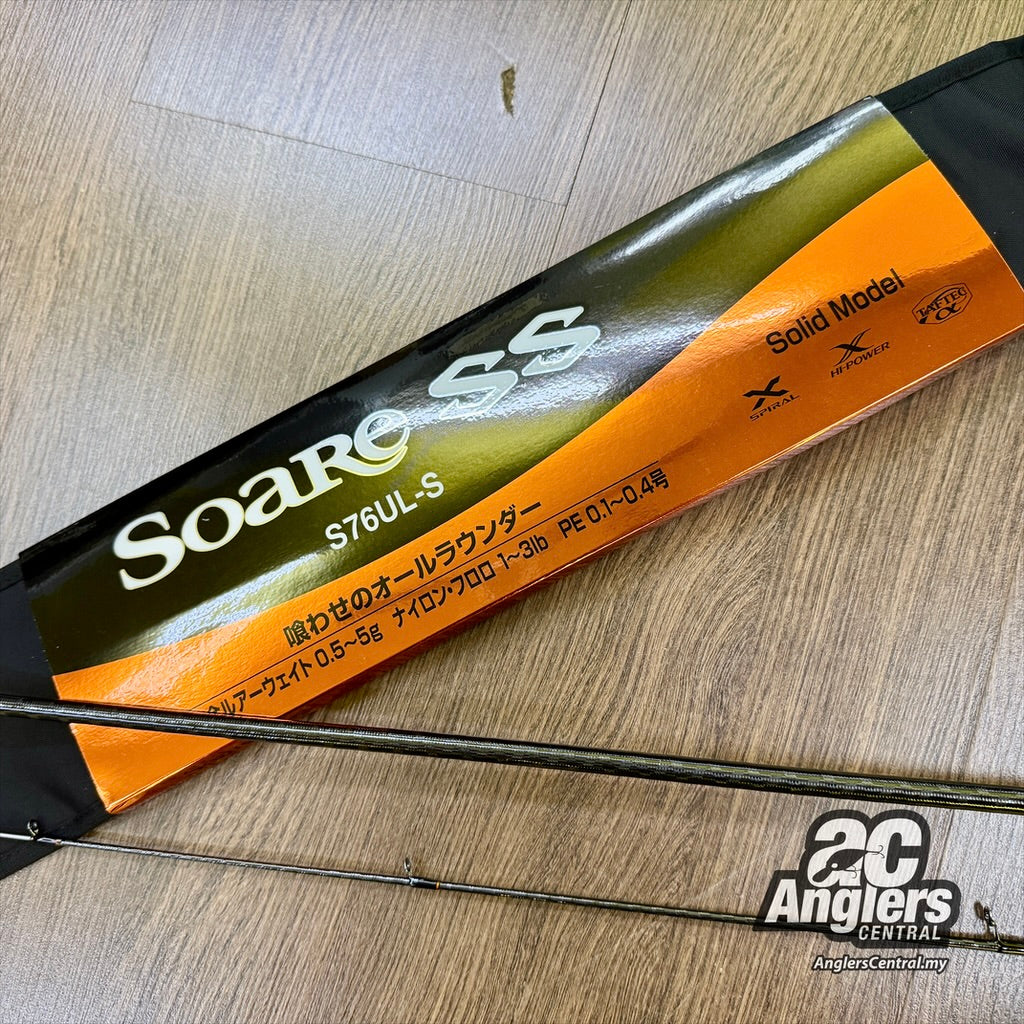 Soare SS
S76UL-S
Solid Model
X SPIRAL
X HI-POWER
TAFTEC α
喰わせのオールラウンダー
ルアーウェイト 0.5～5g ナイロン・フロロ 1～3lb PE 0.1～0.4号
ac
Anglers
CENTRAL
AnglersCentral.my